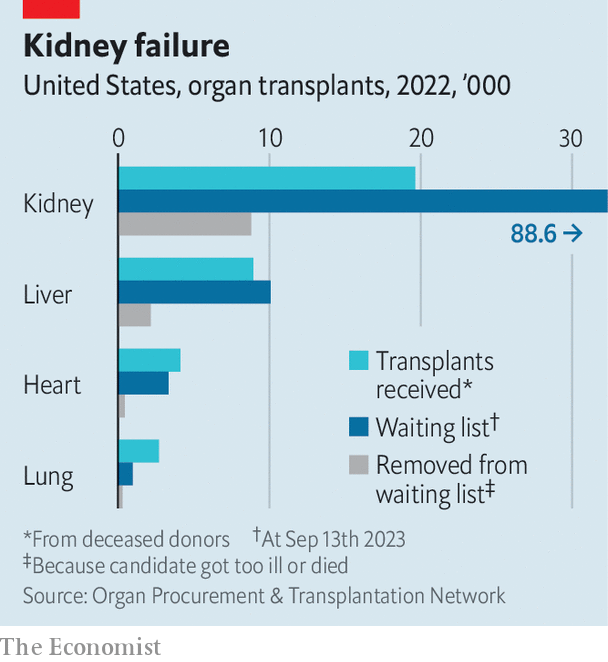 Kidney failure
United States, organ transplants, 2022, ’000
0 10 20 30
Kidney
88.6 →
Liver
Heart
Lung
Transplants
received*
Waiting list†
Removed from
waiting list‡
*From deceased donors †At Sep 13th 2023
‡Because candidate got too ill or died
Source: Organ Procurement & Transplantation Network
The Economist